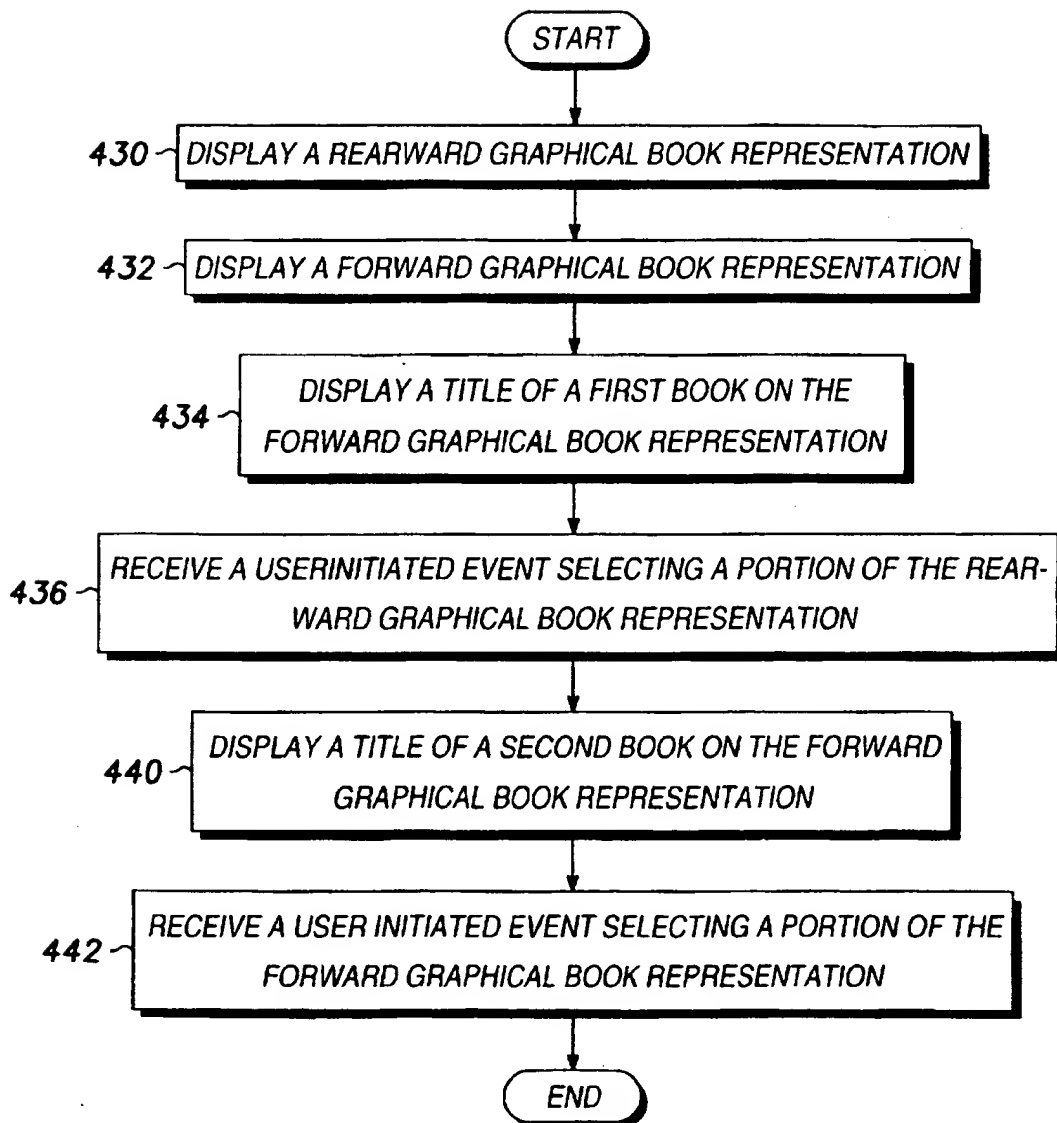 START
430 DISPLAY A REARWARD GRAPHICAL BOOK REPRESENTATION
432 DISPLAY A FORWARD GRAPHICAL BOOK REPRESENTATION
434 DISPLAY A TITLE OF A FIRST BOOK ON THE
FORWARD GRAPHICAL BOOK REPRESENTATION
436 RECEIVE A USERINITIATED EVENT SELECTING A PORTION OF THE REAR-
WARD GRAPHICAL BOOK REPRESENTATION
440 DISPLAY A TITLE OF A SECOND BOOK ON THE FORWARD
GRAPHICAL BOOK REPRESENTATION
442 RECEIVE A USER INITIATED EVENT SELECTING A PORTION OF THE
FORWARD GRAPHICAL BOOK REPRESENTATION
END